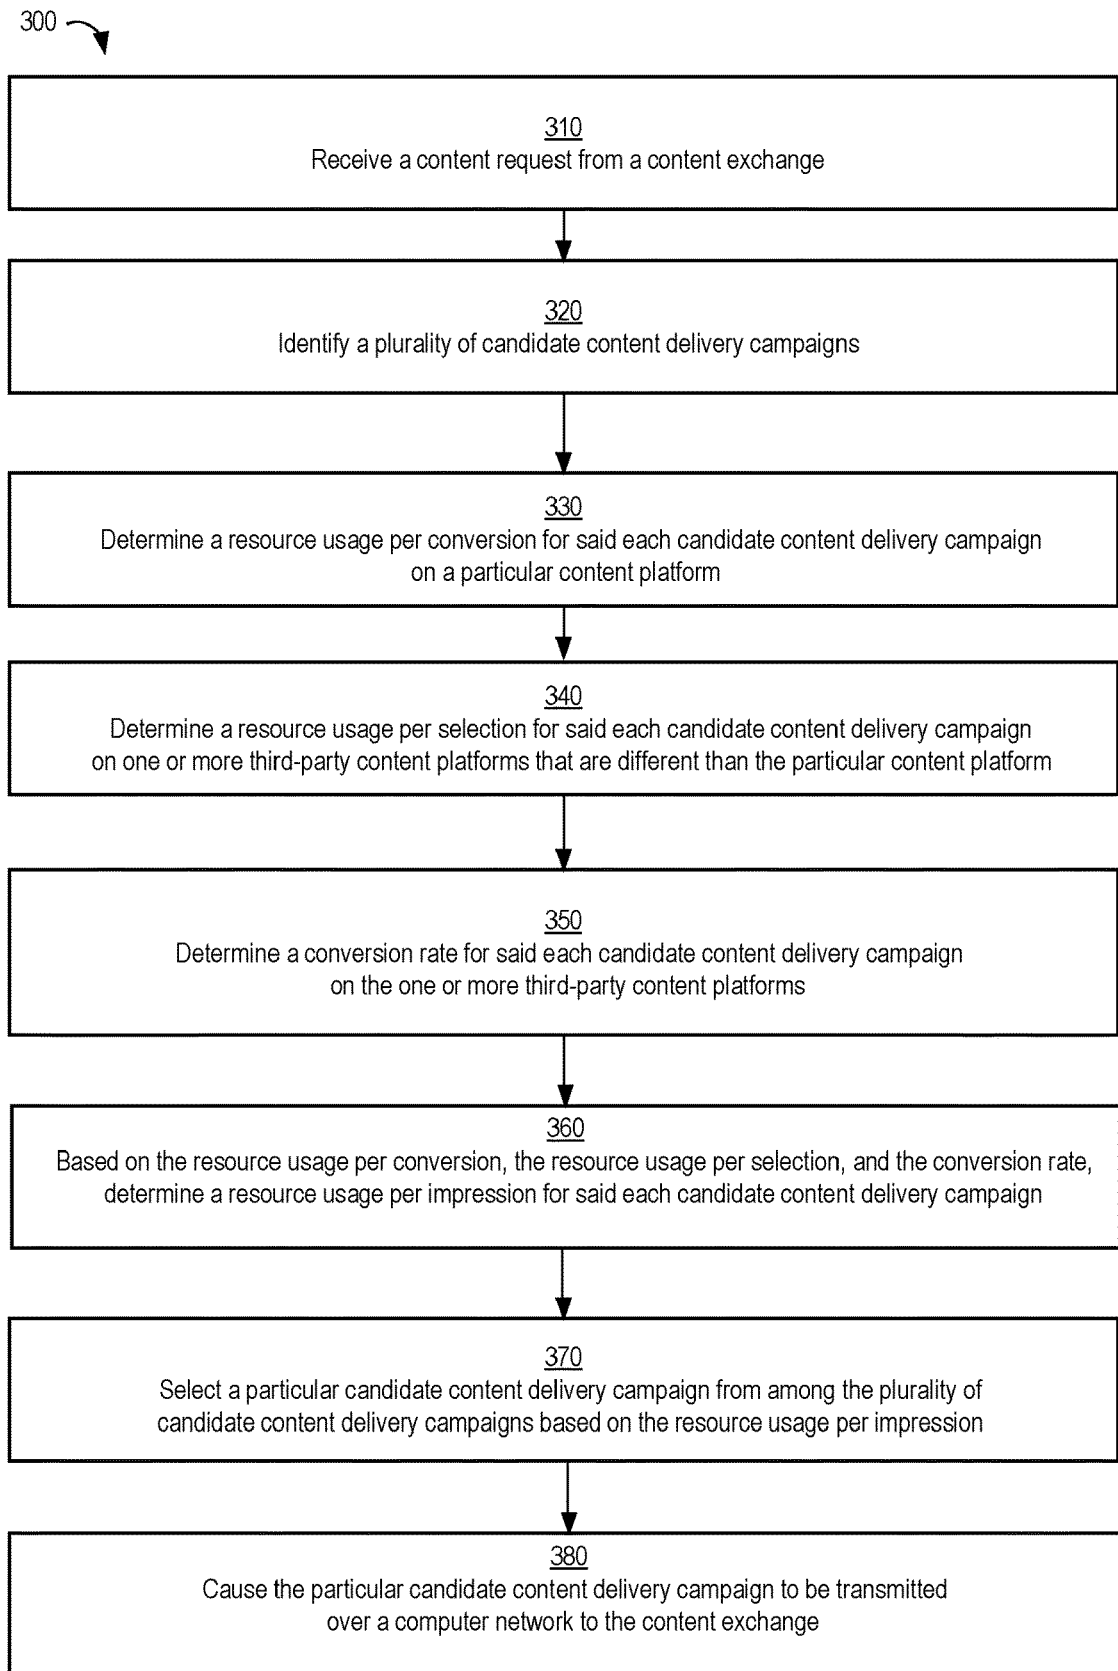 300
310
Receive a content request from a content exchange
320
Identify a plurality of candidate content delivery campaigns
330
Determine a resource usage per conversion for said each candidate content delivery campaign
on a particular content platform
340
Determine a resource usage per selection for said each candidate content delivery campaign
on one or more third-party content platforms that are different than the particular content platform
350
Determine a conversion rate for said each candidate content delivery campaign
on the one or more third-party content platforms
360
Based on the resource usage per conversion, the resource usage per selection, and the conversion rate,
determine a resource usage per impression for said each candidate content delivery campaign
370
Select a particular candidate content delivery campaign from among the plurality of
candidate content delivery campaigns based on the resource usage per impression
380
Cause the particular candidate content delivery campaign to be transmitted
over a computer network to the content exchange